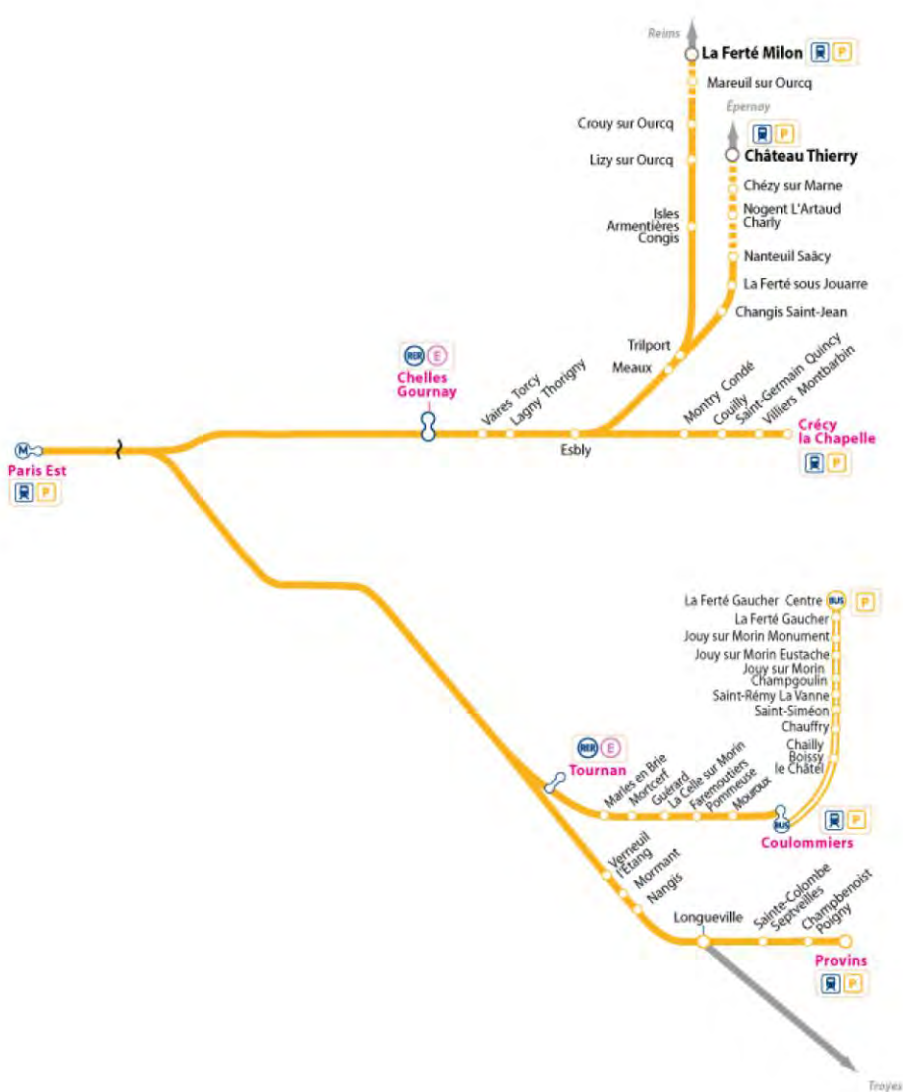 Reims
La Ferté Milon
P
Mareuil sur Ourcq
Épernay
Crouy sur Ourcq
P
Lizy sur Ourcq
Château Thierry
Chézy sur Marne
Isles
Armentières
Congis
Nogent L'Artaud
Charly
Nanteuil Saâcy
La Ferté sous Jouarre
Changis Saint-Jean
Trilport
Meaux
RER E
Chelles
Gournay
Vaires Torcy
Lagny Thorigny
Esbly
Montry Condé
Couilly
Saint-Germain Quincy
Villiers Montbarbin
Crécy
la Chapelle
P
M
Paris Est
P
La Ferté Gaucher Centre BUS P
La Ferté Gaucher
Jouy sur Morin Monument
Jouy sur Morin Eustache
Jouy sur Morin
Champgoulin
Saint-Rémy La Vanne
Saint-Siméon
Chauffry
Chailly
Boissy
le Châtel
RER E
Tournan
Marles en Brie
Mortcerf
Guérard
La Celle sur Morin
Faremoutiers
Pommeuse
Mouroux
BUS
P
Coulommiers
Verneuil
l'Étang
Mormant
Nangis
Longueville
Sainte-Colombe
Septveilles
Champbenoist
Poigny
Provins
P
Troyes